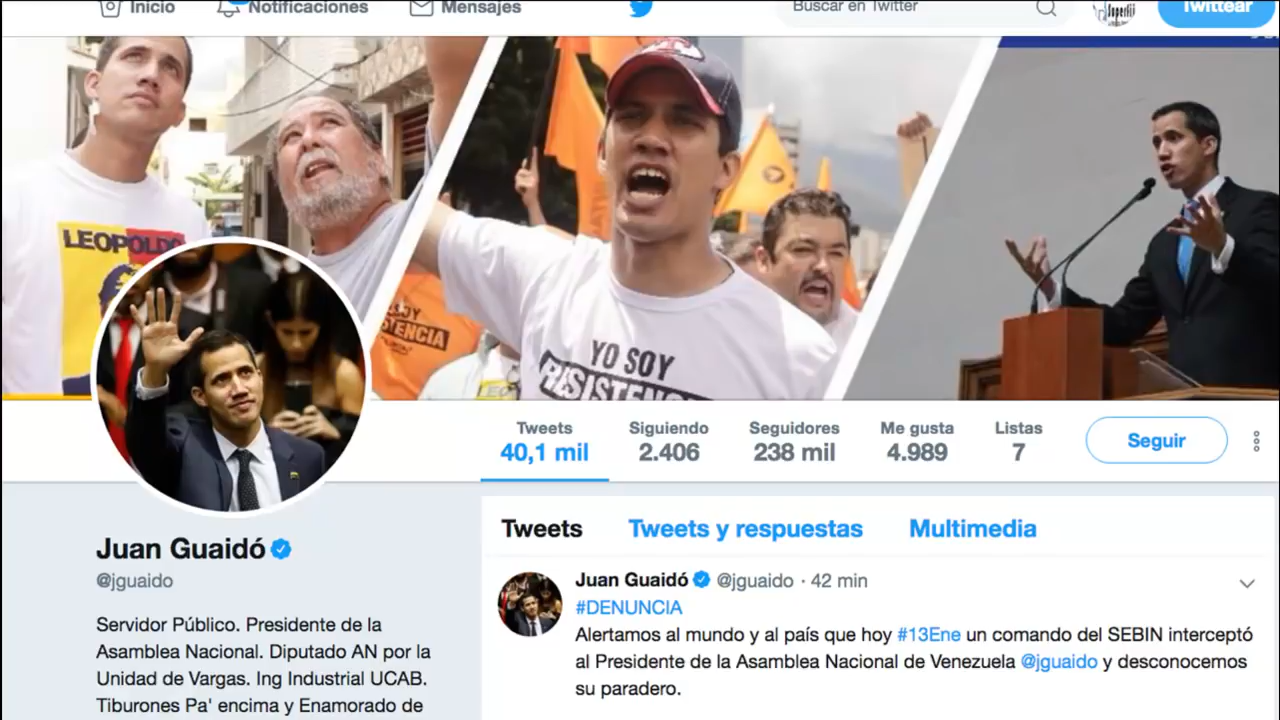 Inicio
Notificaciones
Mensajes
Buscar en Twitter
Twittear
LEOPOLDO
SOY
YO SOY
RESISTENC
Tweets
40,1 mil
Siguiendo
2.406
Seguidores
238 mil
Me gusta
4.989
Listas
7
Seguir
Juan Guaidó
@jguaido
Servidor Público. Presidente de la
Asamblea Nacional. Diputado AN por la
Unidad de Vargas. Ing Industrial UCAB.
Tiburones Pa' encima y Enamorado de
Tweets
Tweets y respuestas
Multimedia
Juan Guaidó @jguaido · 42 min
#DENUNCIA
Alertamos al mundo y al país que hoy #13Ene un comando del SEBIN interceptó
al Presidente de la Asamblea Nacional de Venezuela @jguaido y desconocemos
su paradero.